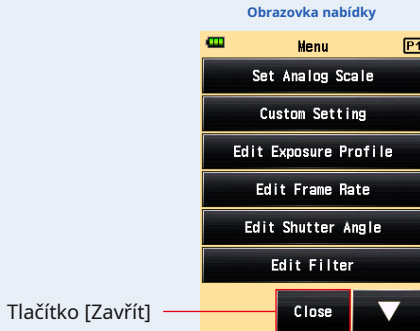 Obrazovka nabídky
Menu
P1
Set Analog Scale
Custom Setting
Edit Exposure Profile
Edit Frame Rate
Edit Shutter Angle
Edit Filter
Tlačítko [Zavřít]
Close